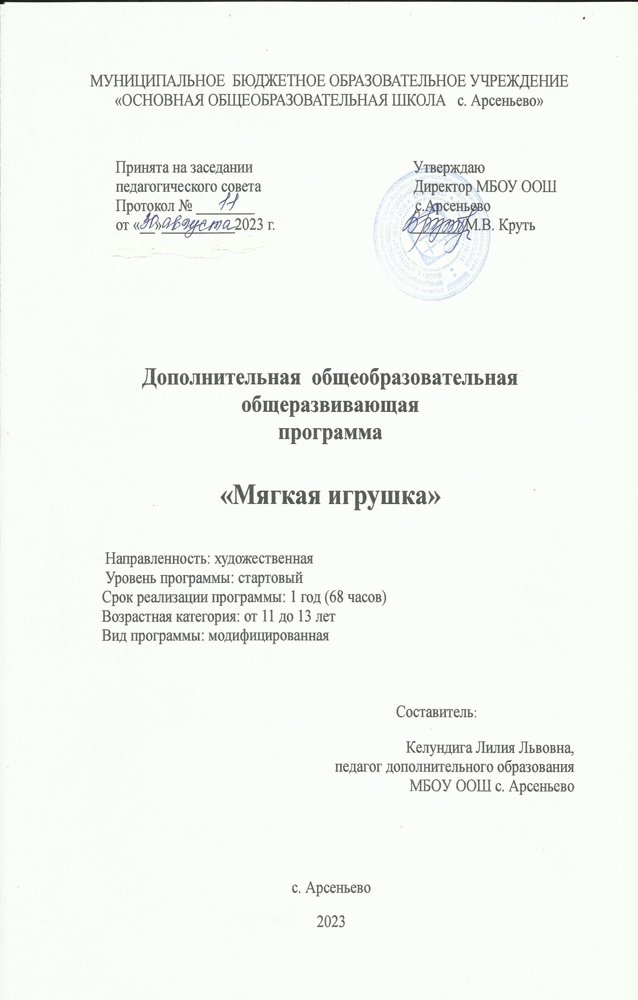 МУНИЦИПАЛЬНОЕ БЮДЖЕТНОЕ ОБРАЗОВАТЕЛЬНОЕ УЧРЕЖДЕНИЕ
«ОСНОВНАЯ ОБЩЕОБРАЗОВАТЕЛЬНАЯ ШКОЛА с. Арсеньево»
Принята на заседании
педагогического совета
Протокол № 11
от «30» августа 2023 г.
Утверждаю
Директор МБОУ ООШ
с.Арсеньево
М.В. Круть
Дополнительная общеобразовательная
общеразвивающая
программа
«Мягкая игрушка»
Направленность: художественная
Уровень программы: стартовый
Срок реализации программы: 1 год (68 часов)
Возрастная категория: от 11 до 13 лет
Вид программы: модифицированная
Составитель:
Келундига Лилия Львовна,
педагог дополнительного образования
МБОУ ООШ с. Арсеньево
с. Арсеньево
2023